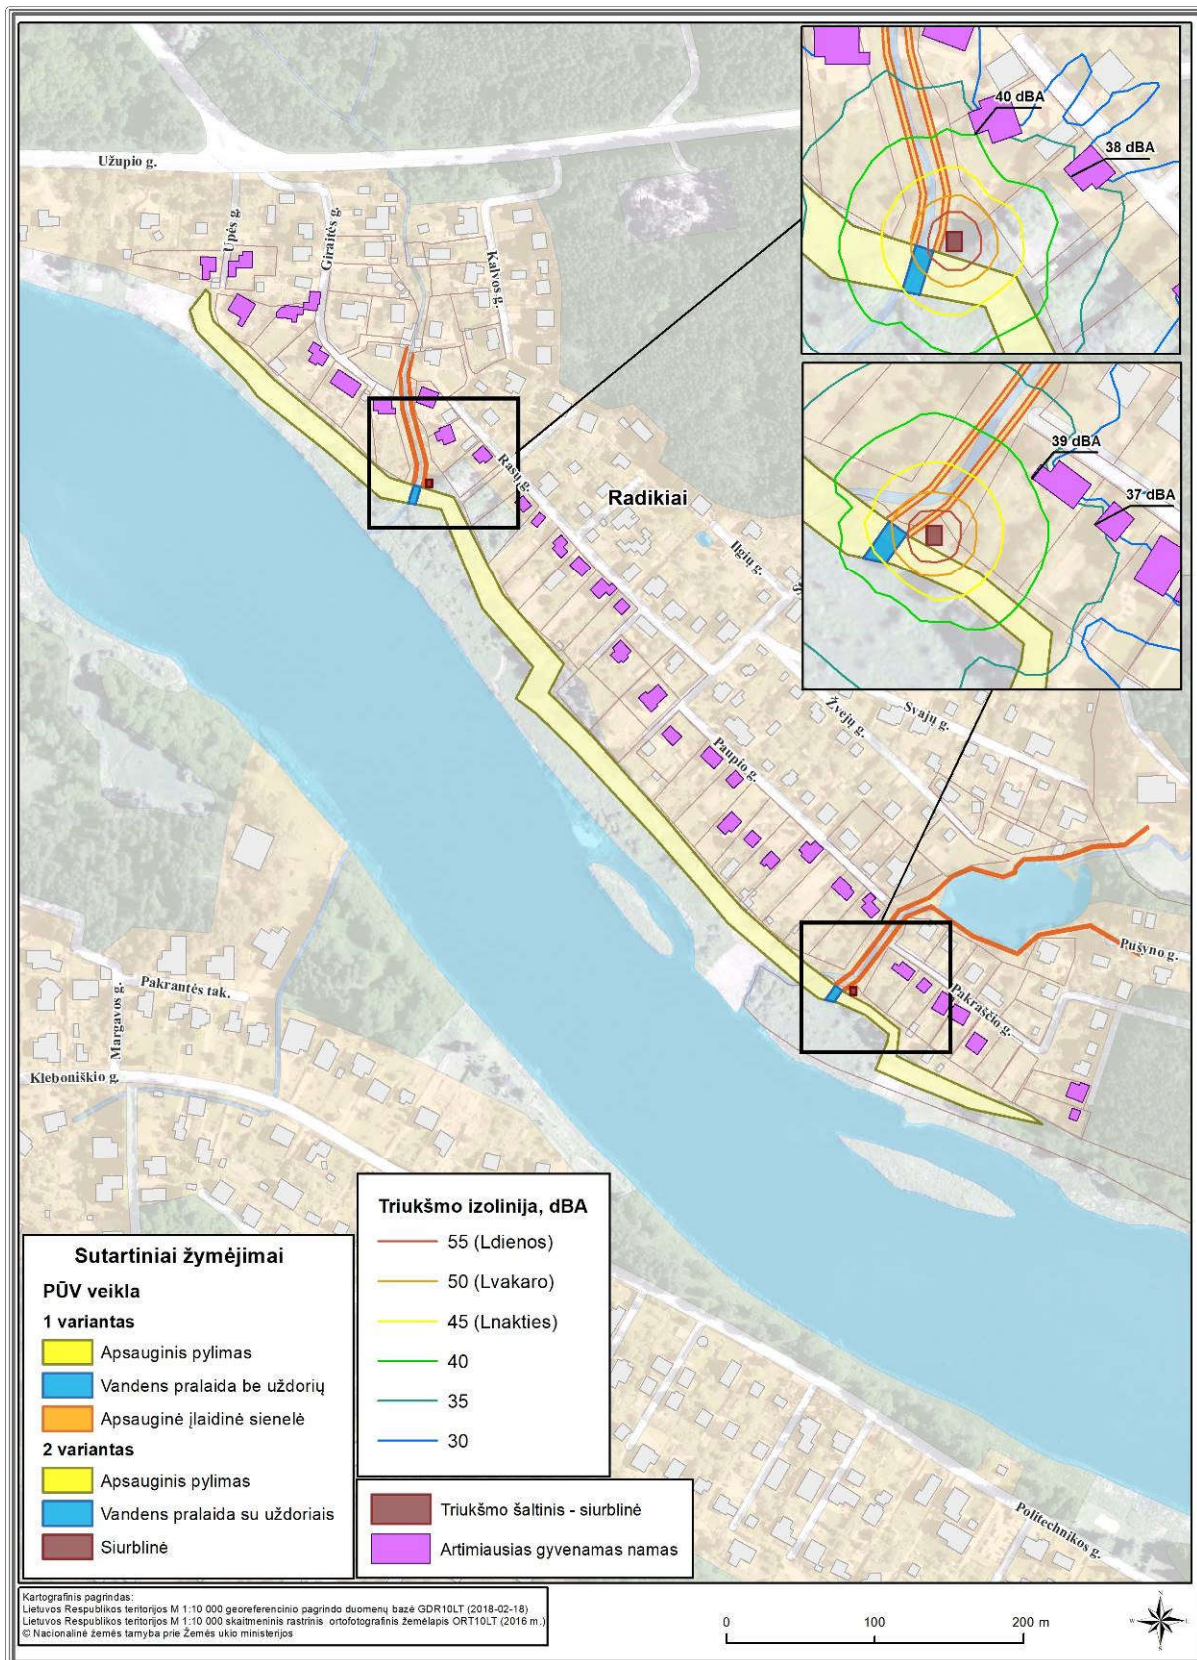 40 dBA
38 dBA
39 dBA
37 dBA
Užupio g.
Upės g.
Giraitės g.
Kalvos g.
Rasų g.
Radikiai
Ilgių g.
Žvejų g.
Svajų g.
Paupio g.
Pušyno g.
Pakraščio g.
Pakrantės tak.
Margavos g.
Kleboniškio g.
Politechnikos g.
Sutartiniai žymėjimai
PŪV veikla
1 variantas
Apsauginis pylimas
Vandens pralaida be uždorių
Apsauginė įlaidinė sienelė
2 variantas
Apsauginis pylimas
Vandens pralaida su uždoriais
Siurblinė
Triukšmo izolinija, dBA
55 (Ldienos)
50 (Lvakaro)
45 (Lnakties)
40
35
30
Triukšmo šaltinis - siurblinė
Artimiausias gyvenamas namas
Kartografinis pagrindas:
Lietuvos Respublikos teritorijos M 1:10 000 georeferencinio pagrindo duomenų bazė GDR10LT (2018-02-18)
Lietuvos Respublikos teritorijos M 1:10 000 skaitmeninis rastrinis ortofotografinis žemėlapis ORT10LT (2016 m.)
© Nacionalinė žemės tarnyba prie Žemės ūkio ministerijos
0 100 200 m
N
W E
S